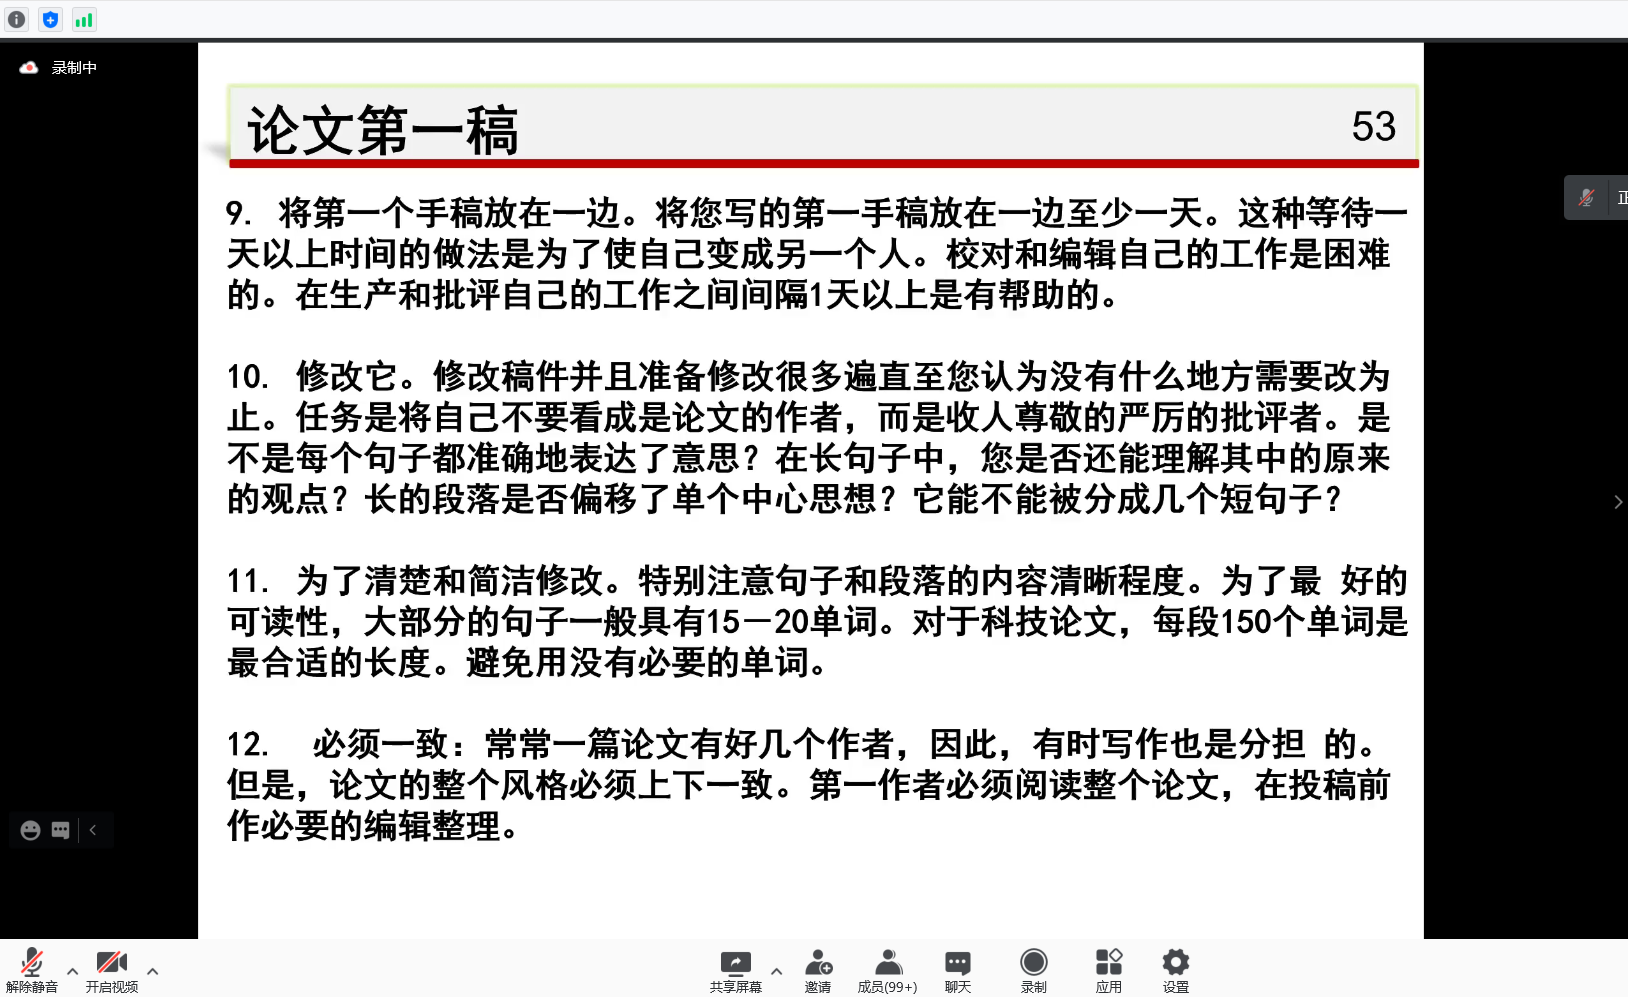 录制中
论文第一稿
53
9. 将第一个手稿放在一边。将您写的第一手稿放在一边至少一天。这种等待一
天以上时间的做法是为了使自己变成另一个人。校对和编辑自己的工作是困难
的。在生产和批评自己的工作之间间隔1天以上是有帮助的。
10. 修改它。修改稿件并且准备修改很多遍直至您认为没有什么地方需要改为
止。任务是将自己不要看成是论文的作者，而是收人尊敬的严厉的批评者。是
不是每个句子都准确地表达了意思？在长句子中，您是否还能理解其中的原来
的观点？长的段落是否偏移了单个中心思想？它能不能被分成几个短句子？
11. 为了清楚和简洁修改。特别注意句子和段落的内容清晰程度。为了最 好的
可读性，大部分的句子一般具有15－20单词。对于科技论文，每段150个单词是
最合适的长度。避免用没有必要的单词。
12. 必须一致：常常一篇论文有好几个作者，因此，有时写作也是分担 的。
但是，论文的整个风格必须上下一致。第一作者必须阅读整个论文，在投稿前
作必要的编辑整理。
正
解除静音
开启视频
共享屏幕
邀请
成员(99+)
聊天
录制
应用
设置